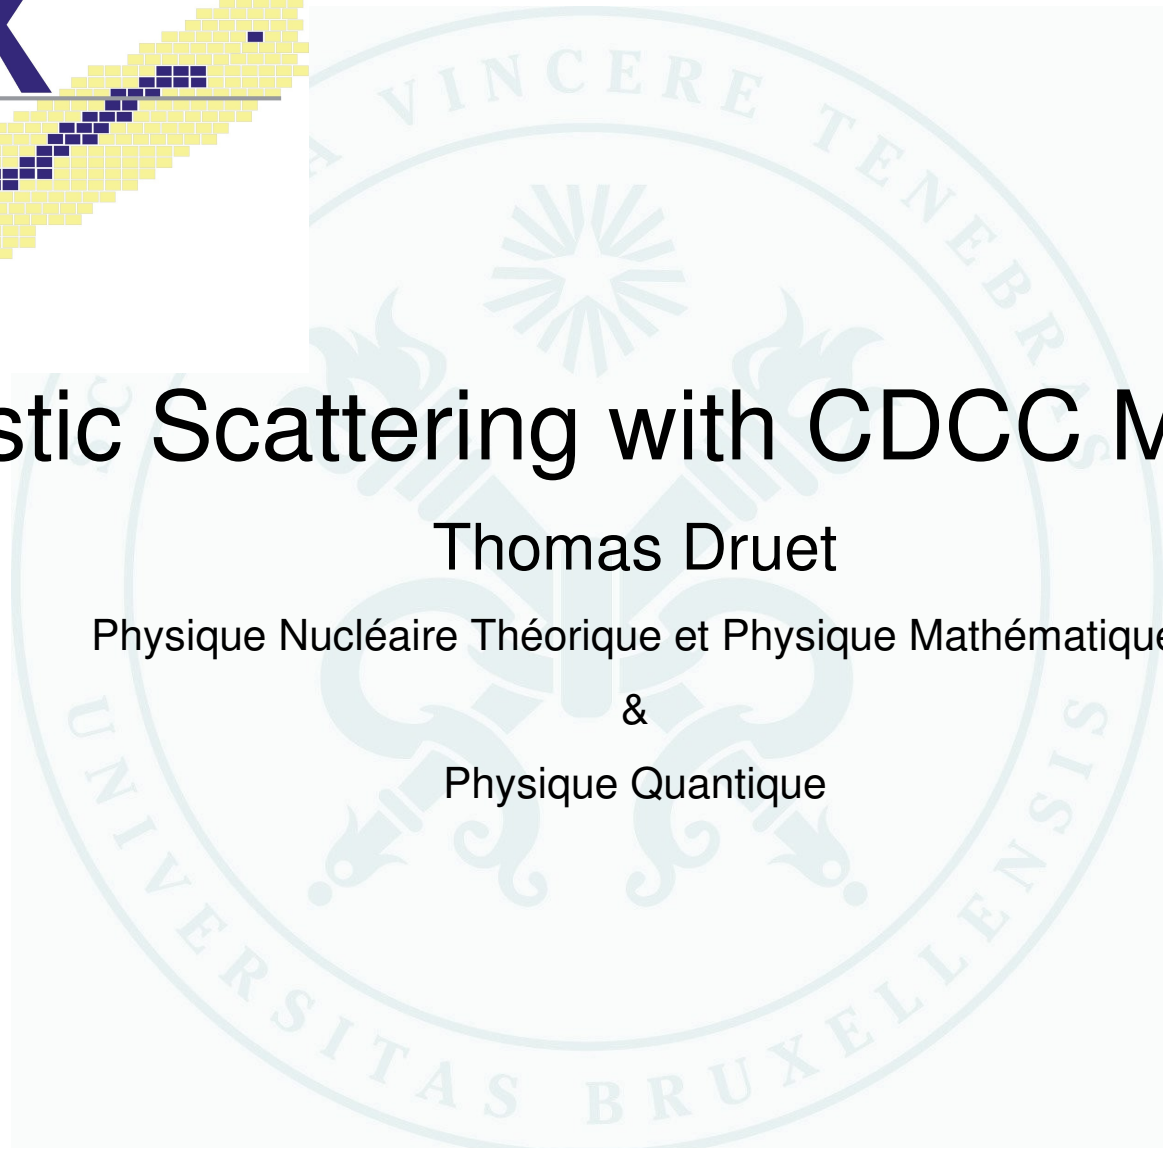 stic Scattering with CDCC M
Thomas Druet
Physique Nucléaire Théorique et Physique Mathématique
&
Physique Quantique
VINCERE TENEBRAS
UNIVERSITAS BRUXELLENSIS